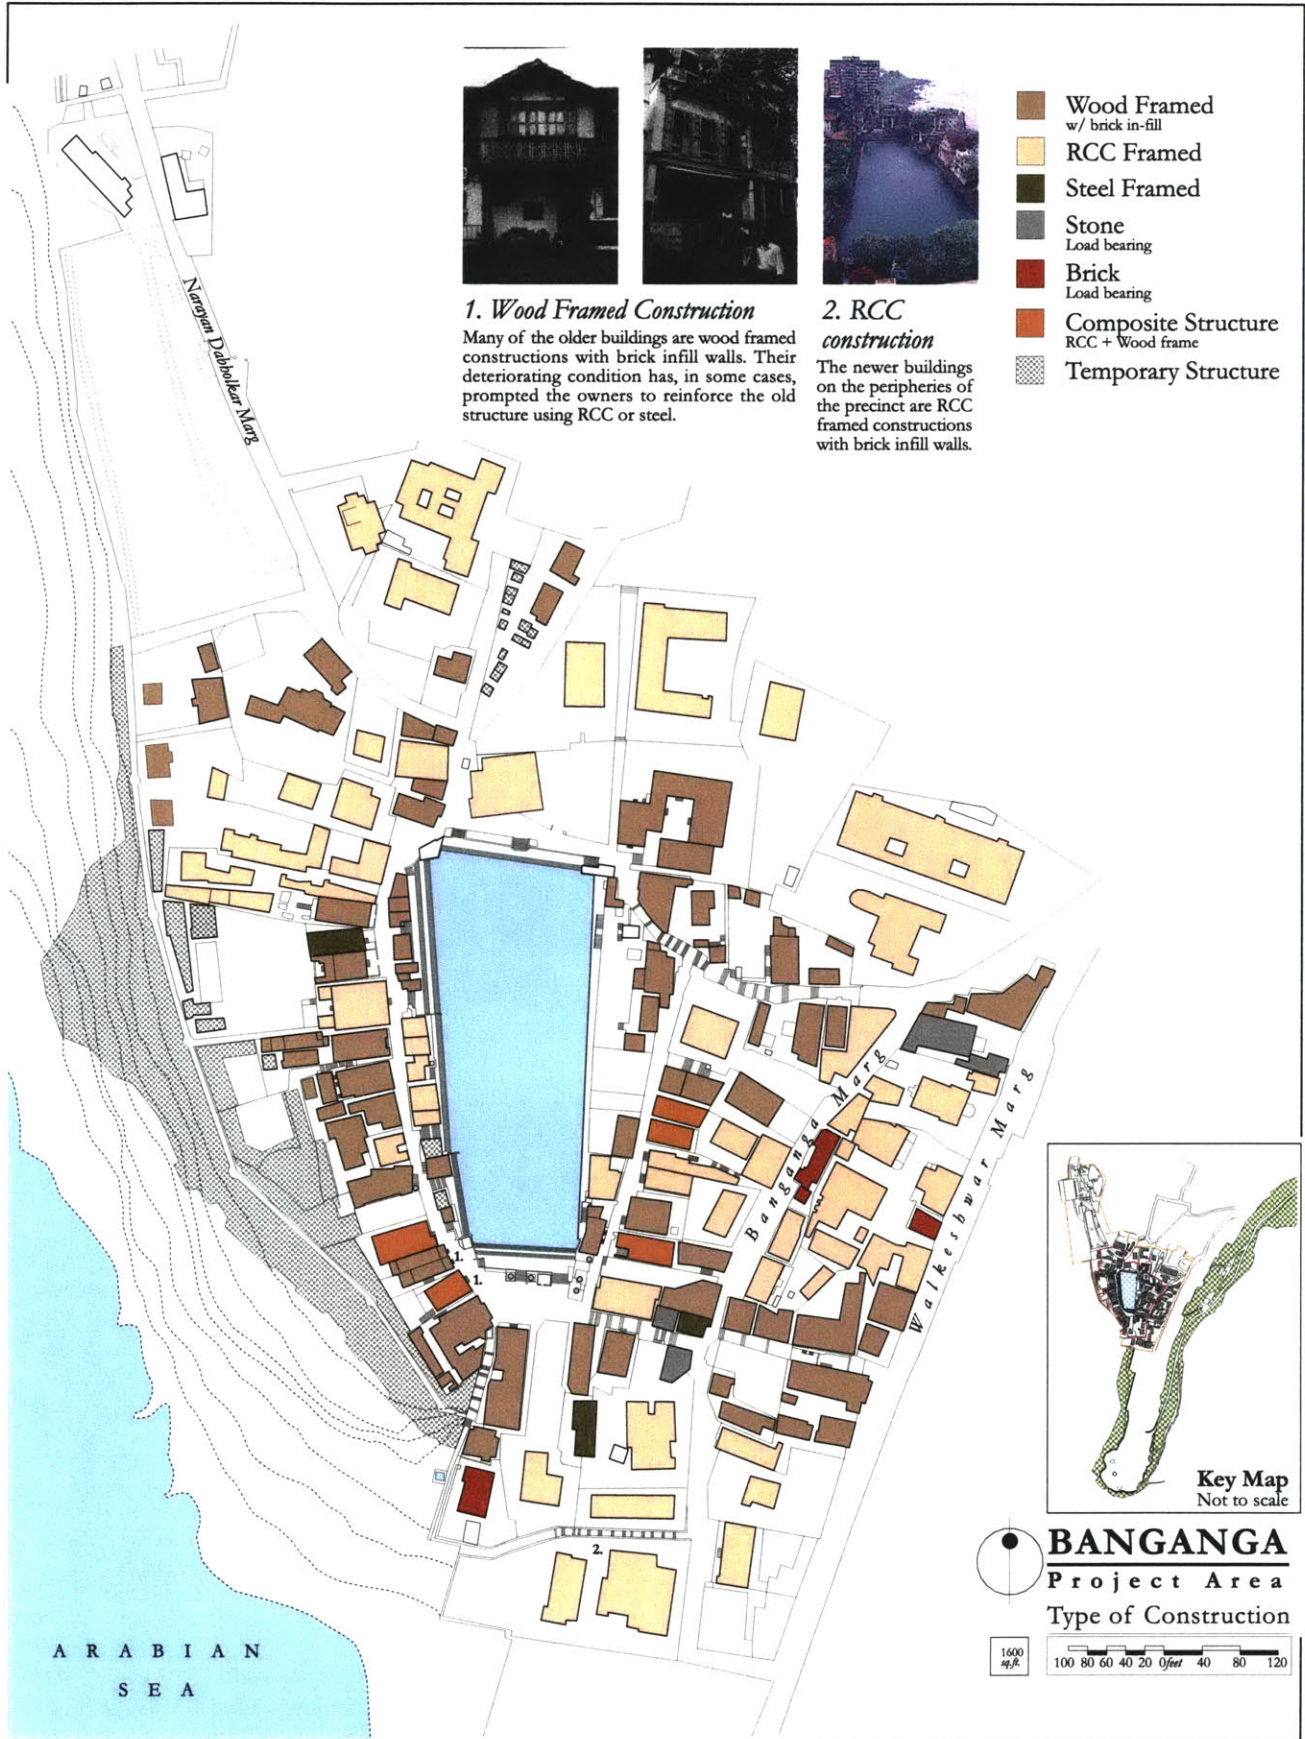 Wood Framed
w/ brick in-fill
RCC Framed
Steel Framed
Stone
Load bearing
Brick
Load bearing
Composite Structure
RCC + Wood frame
Temporary Structure
1. Wood Framed Construction
Many of the older buildings are wood framed
constructions with brick infill walls. Their
deteriorating condition has, in some cases,
prompted the owners to reinforce the old
structure using RCC or steel.
2. RCC
construction
The newer buildings
on the peripheries of
the precinct are RCC
framed constructions
with brick infill walls.
Narayan Dabholkar Marg
Banganga Marg
Walkeshwar Marg
1.
1.
2.
ARABIAN
SEA
Key Map
Not to scale
BANGANGA
Project Area
Type of Construction
1600
sq.ft.
100 80 60 40 20 0feet 40 80 120